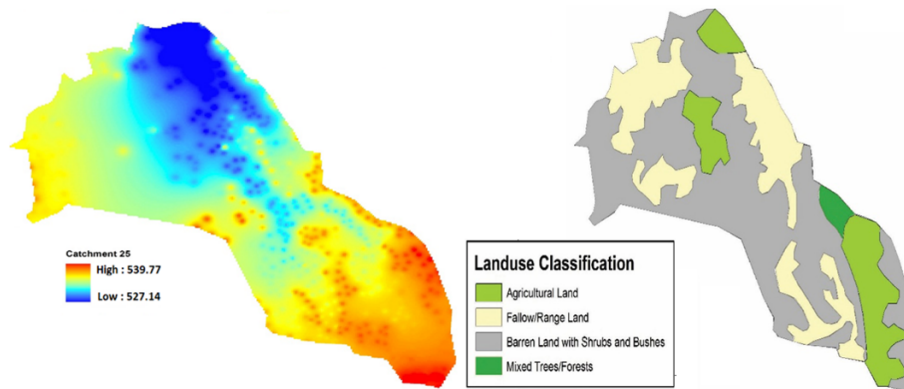 Catchment 25
High : 539.77
Low : 527.14
Landuse Classification
Agricultural Land
Fallow/Range Land
Barren Land with Shrubs and Bushes
Mixed Trees/Forests